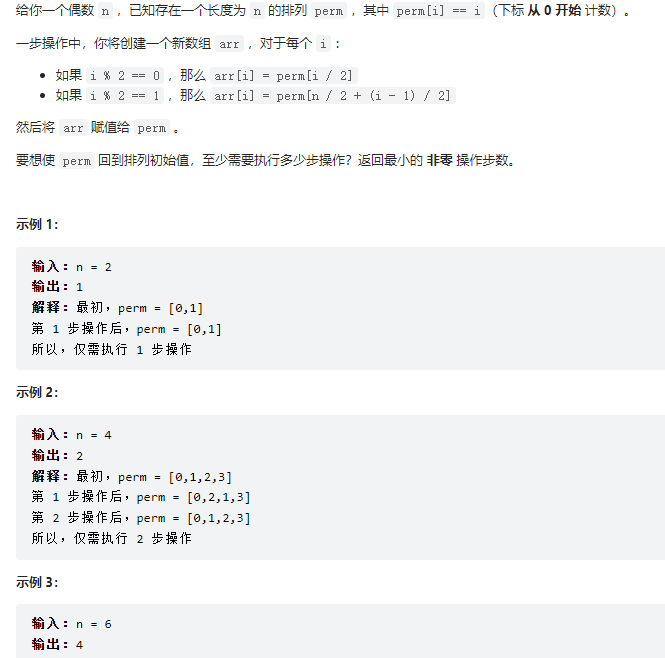 给你一个偶数 n ，已知存在一个长度为 n 的排列 perm ，其中 perm[i] == i（下标 从 0 开始 计数）。
一步操作中，你将创建一个新数组 arr ，对于每个 i ：
如果 i % 2 == 0 ，那么 arr[i] = perm[i / 2]
如果 i % 2 == 1 ，那么 arr[i] = perm[n / 2 + (i - 1) / 2]
然后将 arr 赋值给 perm 。
要想使 perm 回到排列初始值，至少需要执行多少步操作？返回最小的 非零 操作步数。
示例 1：
输入：n = 2
输出：1
解释：最初，perm = [0,1]
第 1 步操作后，perm = [0,1]
所以，仅需执行 1 步操作
示例 2：
输入：n = 4
输出：2
解释：最初，perm = [0,1,2,3]
第 1 步操作后，perm = [0,2,1,3]
第 2 步操作后，perm = [0,1,2,3]
所以，仅需执行 2 步操作
示例 3：
输入：n = 6
输出：4